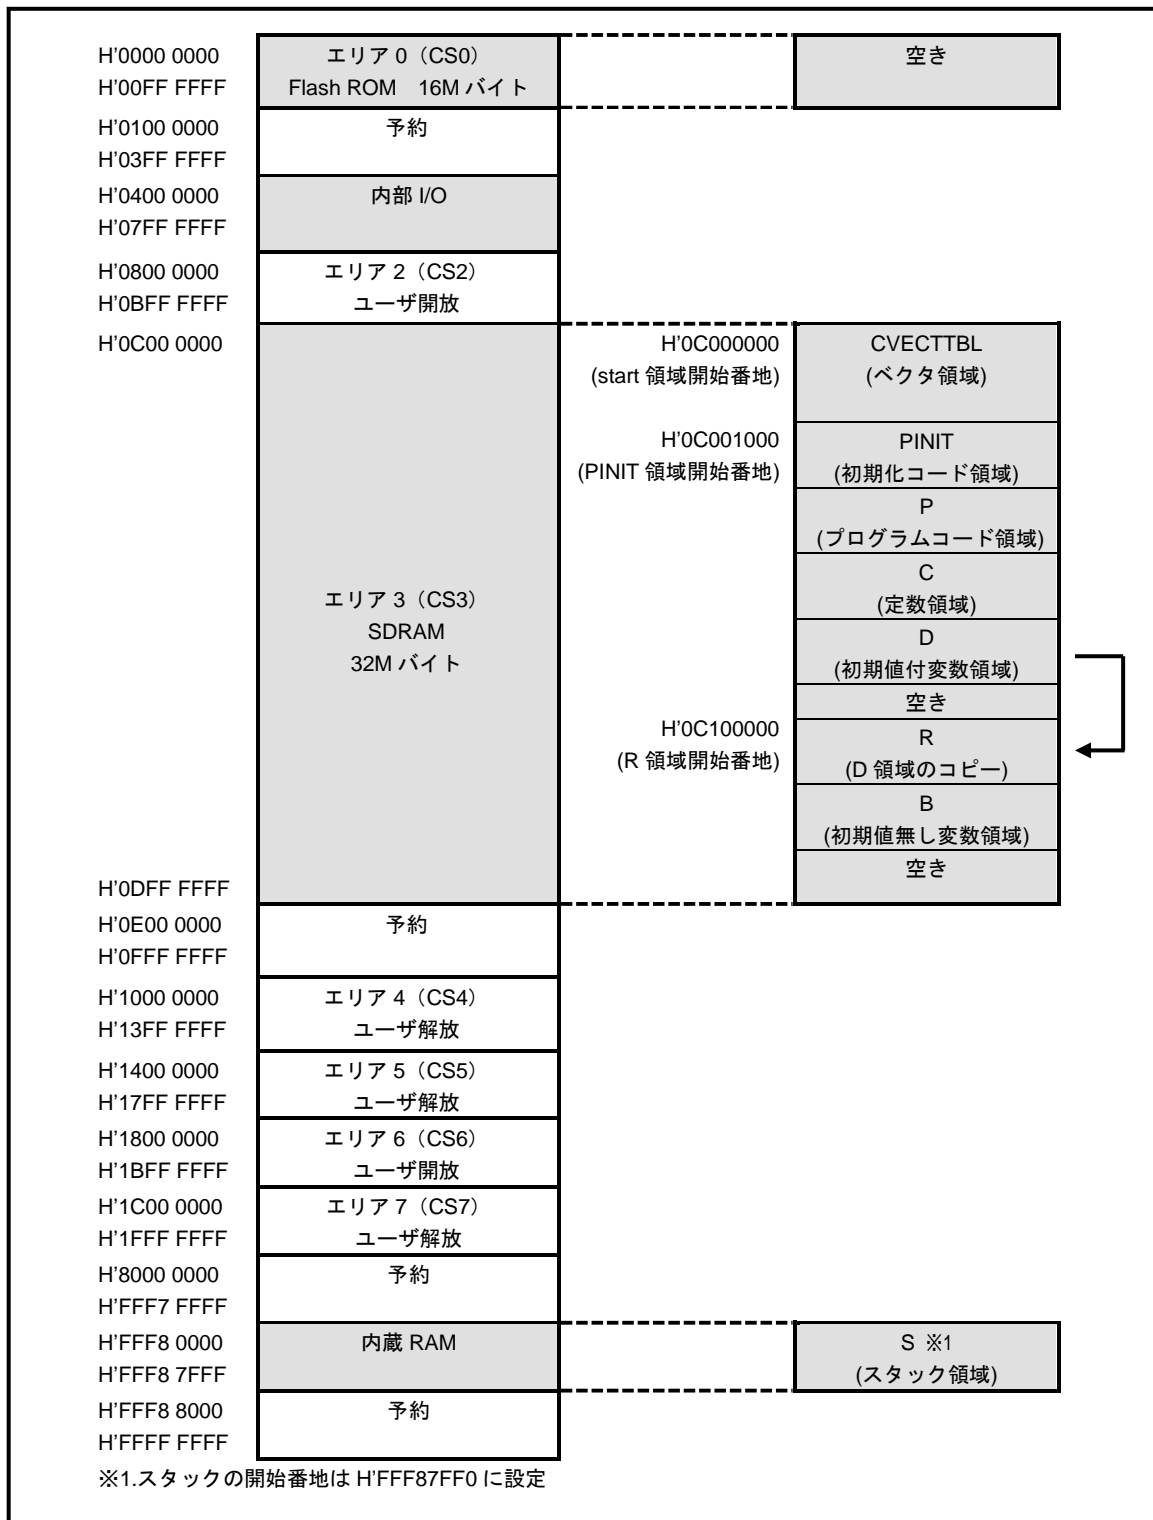 H'0000 0000 エリア 0（CS0） 空き
H'00FF FFFF Flash ROM 16M バイト
H'0100 0000 予約
H'03FF FFFF
H'0400 0000 内部 I/O
H'07FF FFFF
H'0800 0000 エリア 2（CS2）
H'0BFF FFFF ユーザ開放
H'0C00 0000 H'0C000000 CVECTTBL
(start 領域開始番地) (ベクタ領域)
H'0C001000 PINIT
(PINIT 領域開始番地) (初期化コード領域)
P
(プログラムコード領域)
C
エリア 3（CS3） (定数領域)
SDRAM D
32M バイト (初期値付変数領域)
空き
H'0C100000 R
(R 領域開始番地) (D 領域のコピー)
B
(初期値無し変数領域)
空き
H'0DFF FFFF
H'0E00 0000 予約
H'0FFF FFFF
H'1000 0000 エリア 4（CS4）
H'13FF FFFF ユーザ解放
H'1400 0000 エリア 5（CS5）
H'17FF FFFF ユーザ解放
H'1800 0000 エリア 6（CS6）
H'1BFF FFFF ユーザ開放
H'1C00 0000 エリア 7（CS7）
H'1FFF FFFF ユーザ解放
H'8000 0000 予約
H'FFF7 FFFF
H'FFF8 0000 内蔵 RAM S ※1
H'FFF8 7FFF (スタック領域)
H'FFF8 8000 予約
H'FFFF FFFF
※1.スタックの開始番地は H'FFF87FF0 に設定